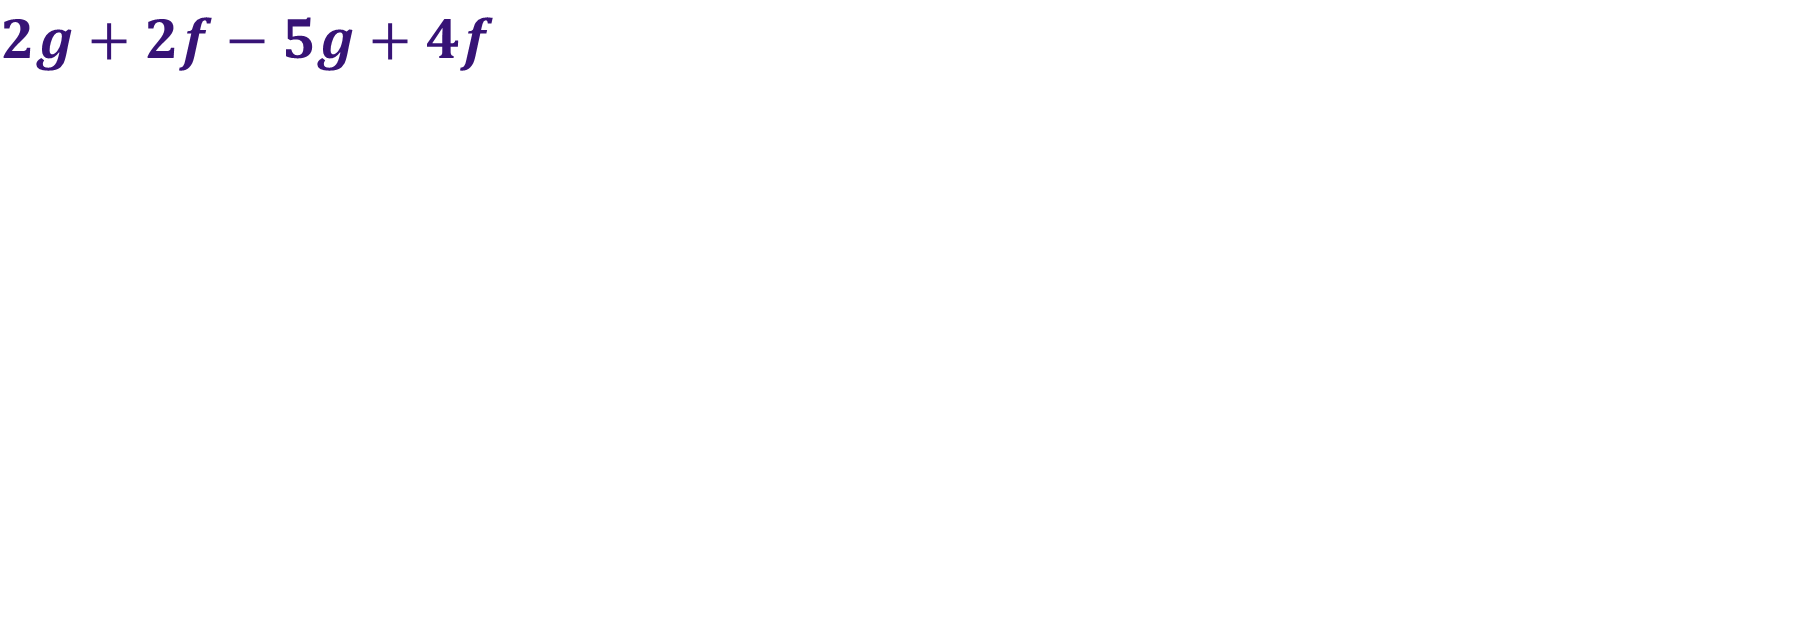 2g + 2f − 5g + 4f